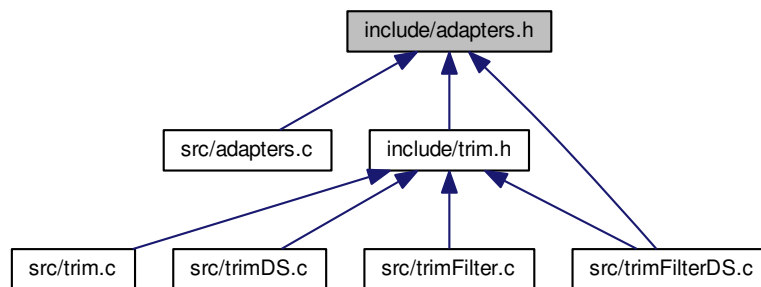 include/adapters.h
src/adapters.c
include/trim.h
src/trim.c
src/trimDS.c
src/trimFilter.c
src/trimFilterDS.c